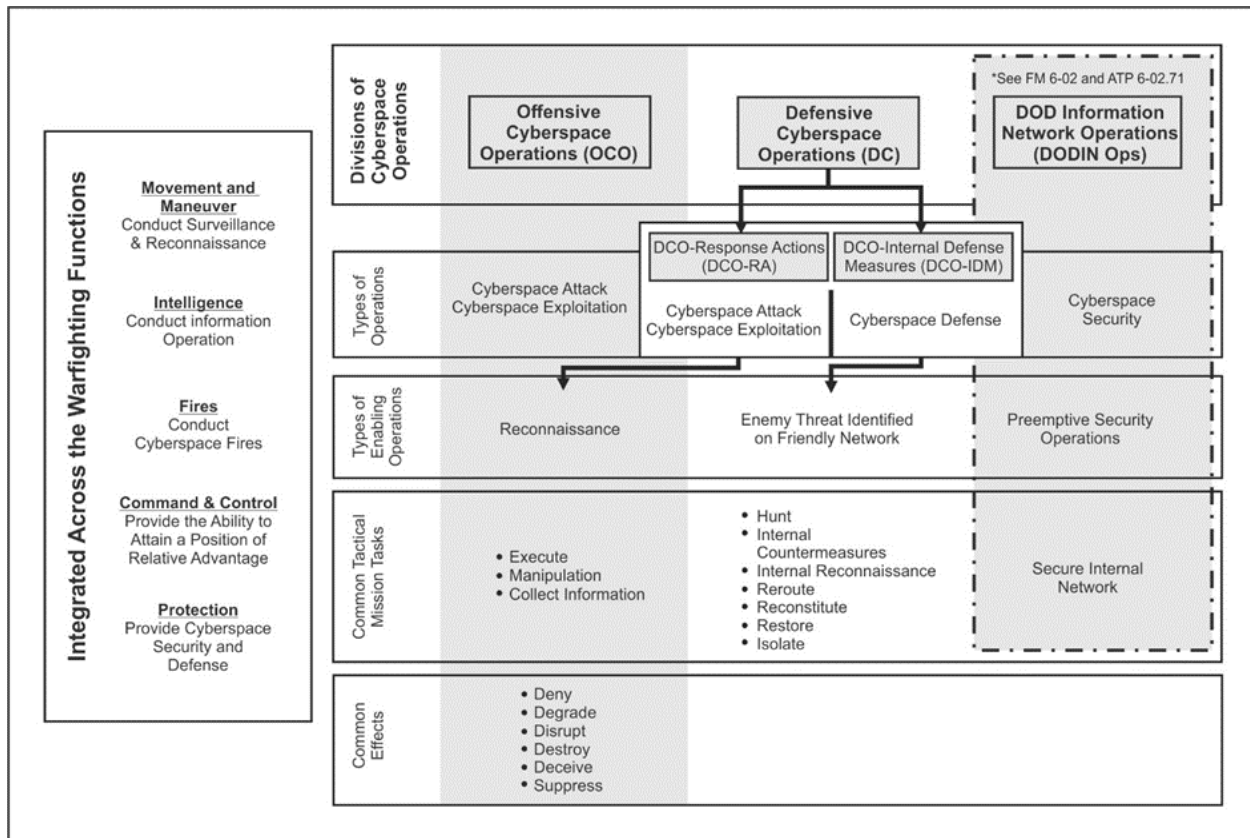 Integrated Across the Warfighting Functions
Movement and
Maneuver
Conduct Surveillance
& Reconnaissance
Intelligence
Conduct information
Operation
Fires
Conduct
Cyberspace Fires
Command & Control
Provide the Ability to
Attain a Position of
Relative Advantage
Protection
Provide Cyberspace
Security and
Defense
Divisions of
Cyberspace
Operations
Offensive
Cyberspace
Operations (OCO)
Defensive
Cyberspace
Operations (DC)
*See FM 6-02 and ATP 6-02.71
DOD Information
Network Operations
(DODIN Ops)
Types of
Operations
Cyberspace Attack
Cyberspace Exploitation
DCO-Response Actions
(DCO-RA)
Cyberspace Attack
Cyberspace Exploitation
DCO-Internal Defense
Measures (DCO-IDM)
Cyberspace Defense
Cyberspace
Security
Types of
Enabling
Operations
Reconnaissance
Enemy Threat Identified
on Friendly Network
Preemptive Security
Operations
Common Tactical
Mission Tasks
• Execute
• Manipulation
• Collect Information
• Hunt
• Internal
Countermeasures
• Internal Reconnaissance
• Reroute
• Reconstitute
• Restore
• Isolate
Secure Internal
Network
Common
Effects
• Deny
• Degrade
• Disrupt
• Destroy
• Deceive
• Suppress